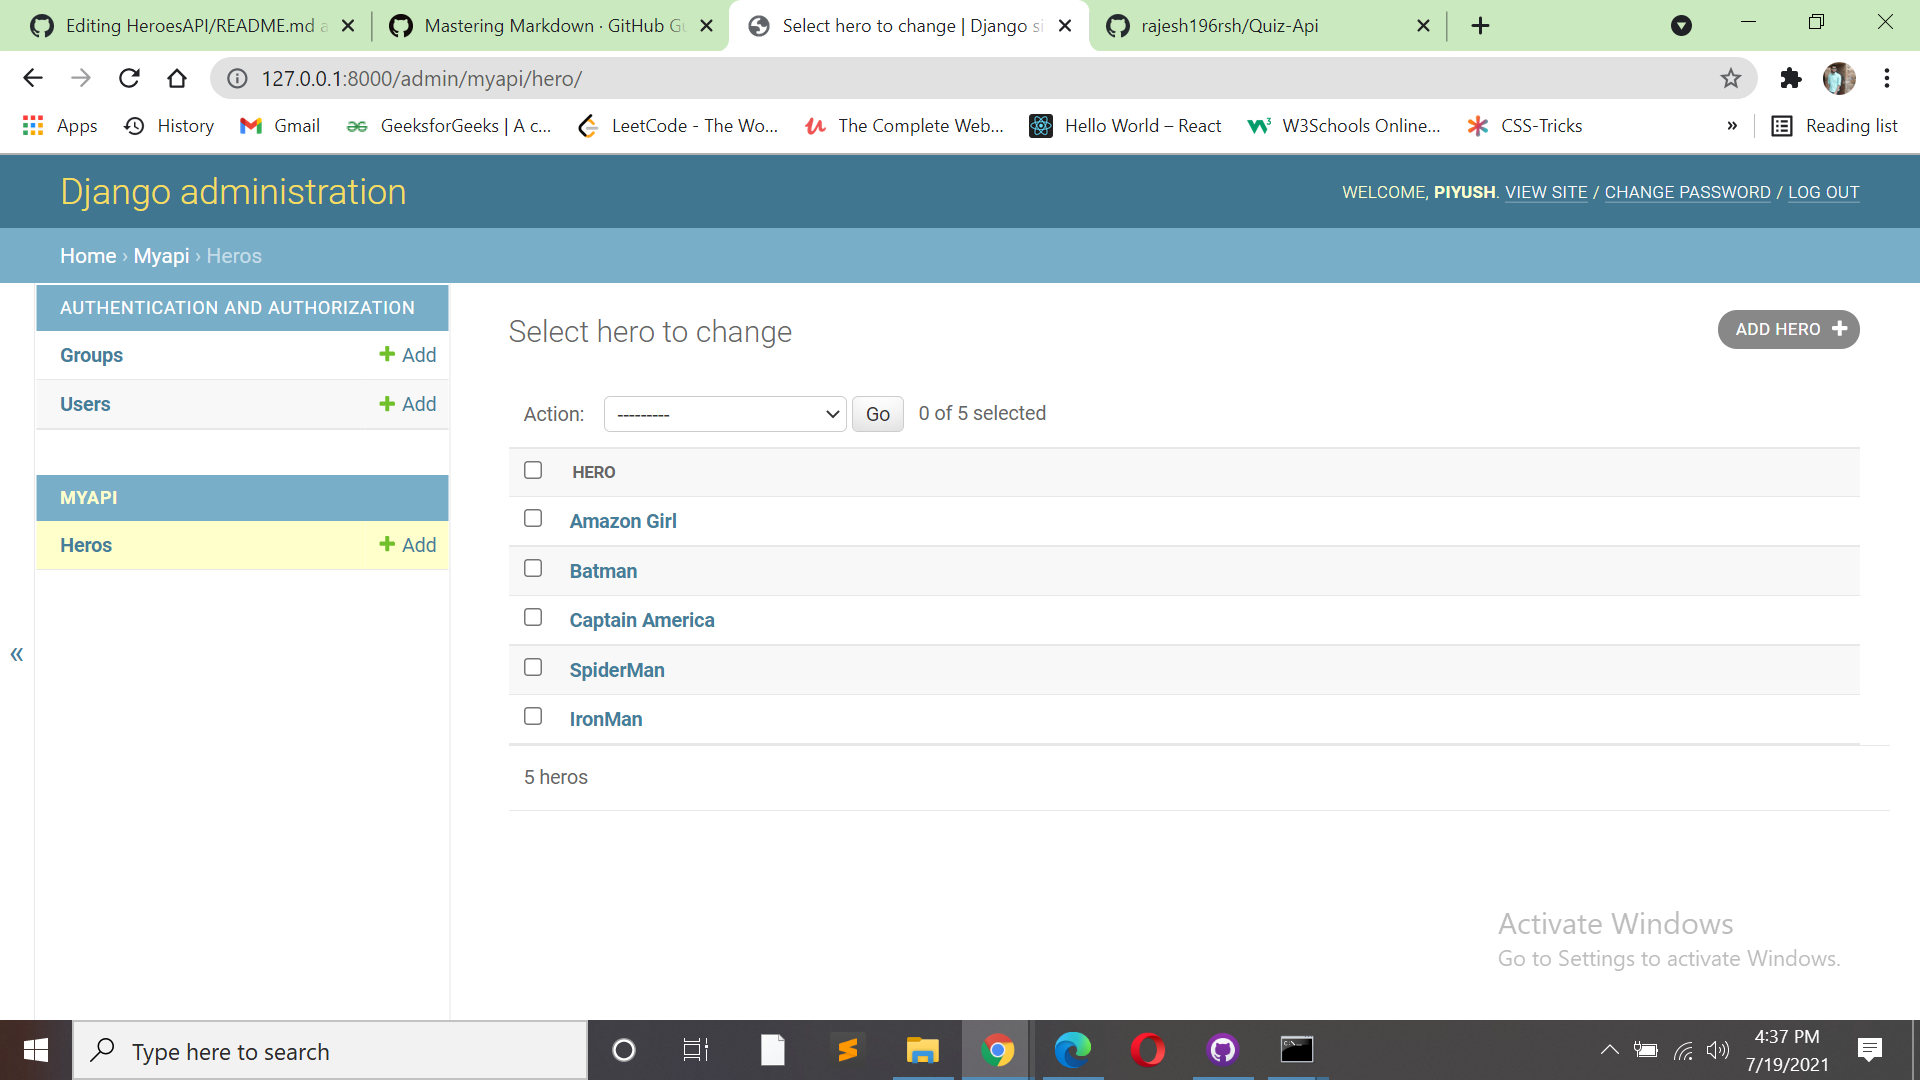 Editing HeroesAPI/README.md a
Mastering Markdown · GitHub Gu
Select hero to change | Django si
rajesh196rsh/Quiz-Api
127.0.0.1:8000/admin/myapi/hero/
Apps
History
Gmail
GeeksforGeeks | A c...
LeetCode - The Wo...
The Complete Web...
Hello World – React
W3Schools Online...
CSS-Tricks
»
Reading list
Django administration
WELCOME, PIYUSH. VIEW SITE / CHANGE PASSWORD / LOG OUT
Home › Myapi › Heros
AUTHENTICATION AND AUTHORIZATION
Groups
+ Add
Users
+ Add
MYAPI
Heros
+ Add
«
Select hero to change
ADD HERO +
Action:
---------
Go
0 of 5 selected
HERO
Amazon Girl
Batman
Captain America
SpiderMan
IronMan
5 heros
Activate Windows
Go to Settings to activate Windows.
Type here to search
4:37 PM
7/19/2021